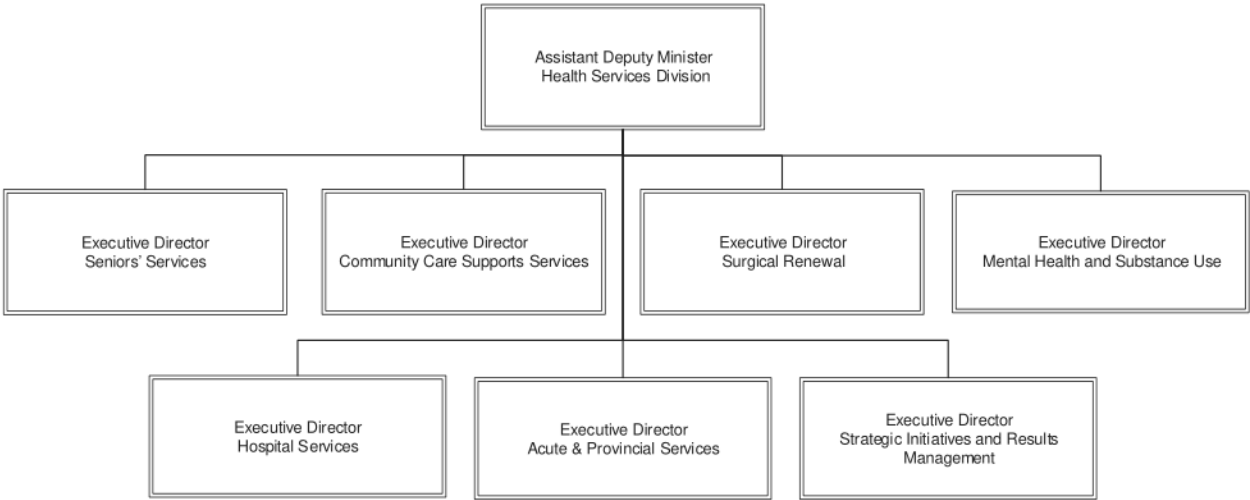 Assistant Deputy Minister
Health Services Division
Executive Director
Seniors’ Services
Executive Director
Community Care Supports Services
Executive Director
Surgical Renewal
Executive Director
Mental Health and Substance Use
Executive Director
Hospital Services
Executive Director
Acute & Provincial Services
Executive Director
Strategic Initiatives and Results
Management